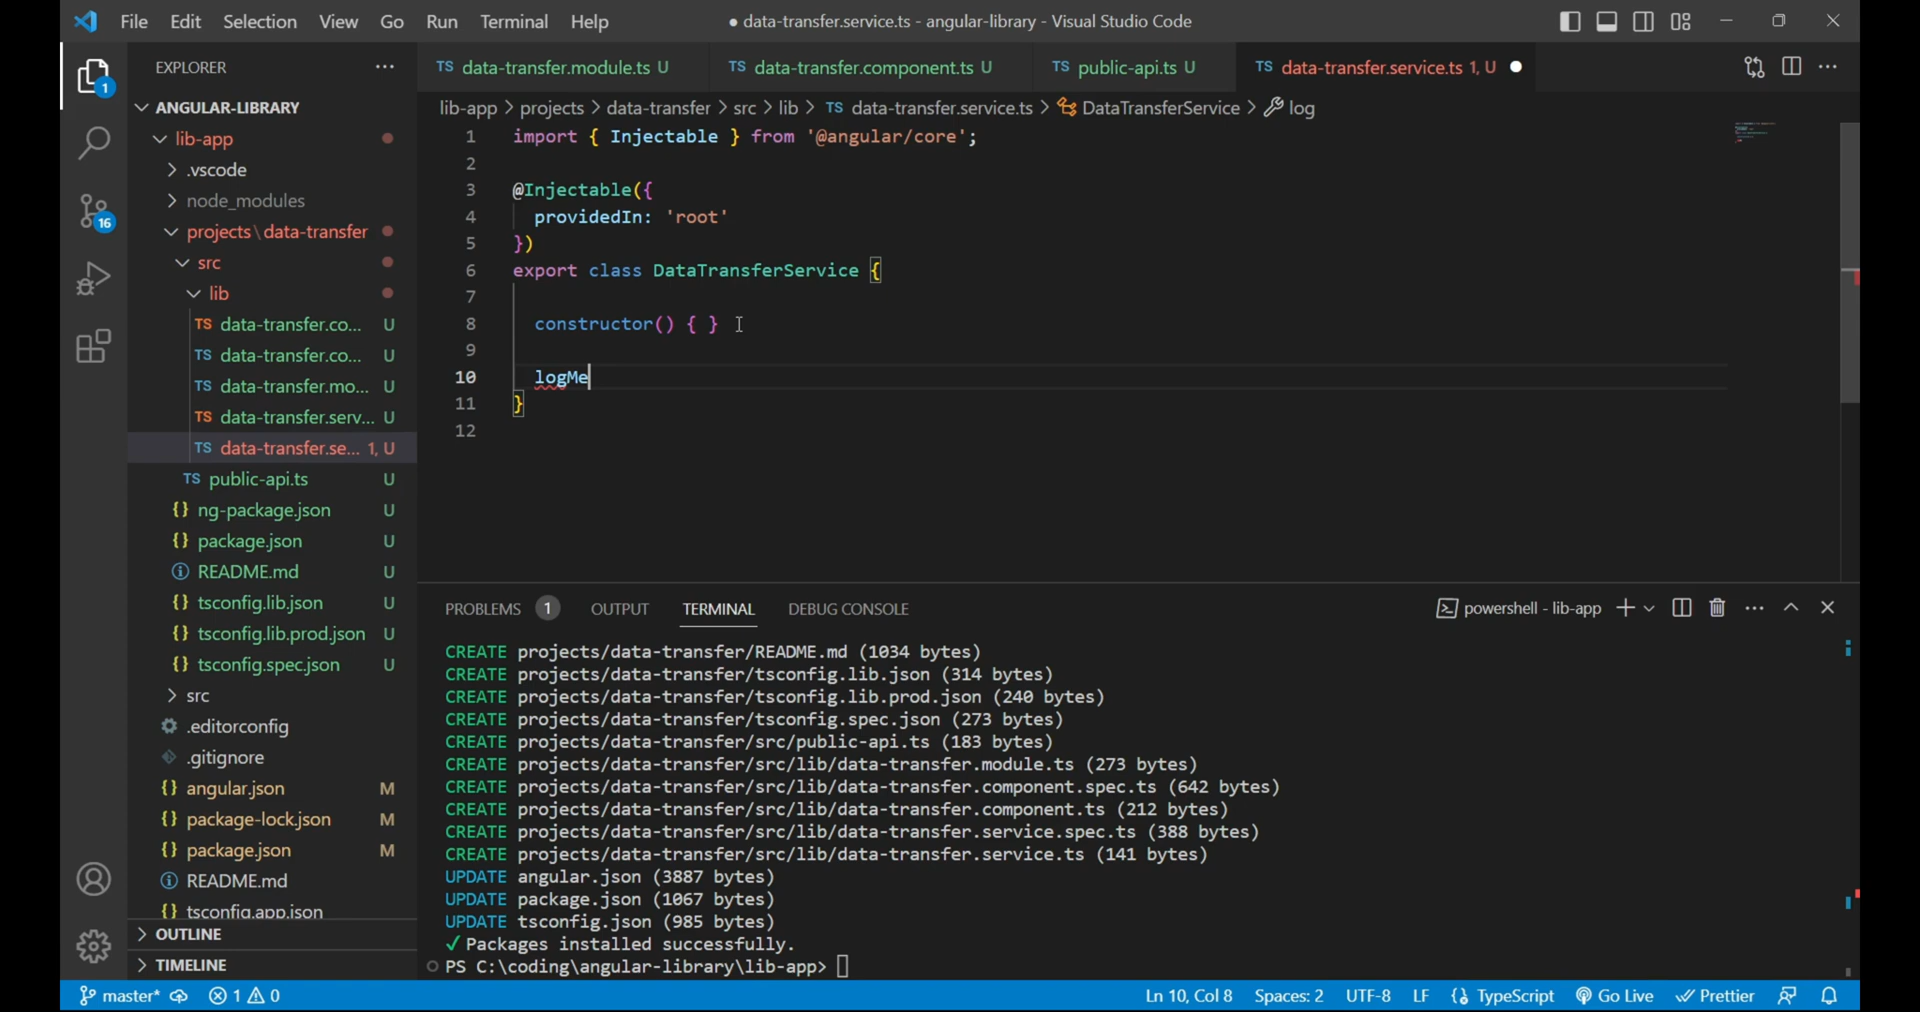 File Edit Selection View Go Run Terminal Help
● data-transfer.service.ts - angular-library - Visual Studio Code
1
EXPLORER ···
TS data-transfer.module.ts U
TS data-transfer.component.ts U
TS public-api.ts U
TS data-transfer.service.ts 1, U
lib-app > projects > data-transfer > src > lib > TS data-transfer.service.ts > DataTransferService > log
ANGULAR-LIBRARY
lib-app
.vscode
node_modules
16
projects\data-transfer
src
lib
TS data-transfer.co... U
TS data-transfer.co... U
TS data-transfer.mo... U
TS data-transfer.serv... U
TS data-transfer.se... 1, U
TS public-api.ts U
{} ng-package.json U
{} package.json U
README.md U
{} tsconfig.lib.json U
{} tsconfig.lib.prod.json U
{} tsconfig.spec.json U
src
.editorconfig
.gitignore
{} angular.json M
{} package-lock.json M
{} package.json M
README.md
{} tsconfig.app.json
OUTLINE
TIMELINE
1 import { Injectable } from '@angular/core';
2
3 @Injectable({
4 providedIn: 'root'
5 })
6 export class DataTransferService {
7
8 constructor() { }
9
10 logMe
11 }
12
PROBLEMS 1 OUTPUT TERMINAL DEBUG CONSOLE
powershell - lib-app
CREATE projects/data-transfer/README.md (1034 bytes)
CREATE projects/data-transfer/tsconfig.lib.json (314 bytes)
CREATE projects/data-transfer/tsconfig.lib.prod.json (240 bytes)
CREATE projects/data-transfer/tsconfig.spec.json (273 bytes)
CREATE projects/data-transfer/src/public-api.ts (183 bytes)
CREATE projects/data-transfer/src/lib/data-transfer.module.ts (273 bytes)
CREATE projects/data-transfer/src/lib/data-transfer.component.spec.ts (642 bytes)
CREATE projects/data-transfer/src/lib/data-transfer.component.ts (212 bytes)
CREATE projects/data-transfer/src/lib/data-transfer.service.spec.ts (388 bytes)
CREATE projects/data-transfer/src/lib/data-transfer.service.ts (141 bytes)
UPDATE angular.json (3887 bytes)
UPDATE package.json (1067 bytes)
UPDATE tsconfig.json (985 bytes)
✓ Packages installed successfully.
PS C:\coding\angular-library\lib-app>
master* 1 0
Ln 10, Col 8 Spaces: 2 UTF-8 LF {} TypeScript Go Live Prettier